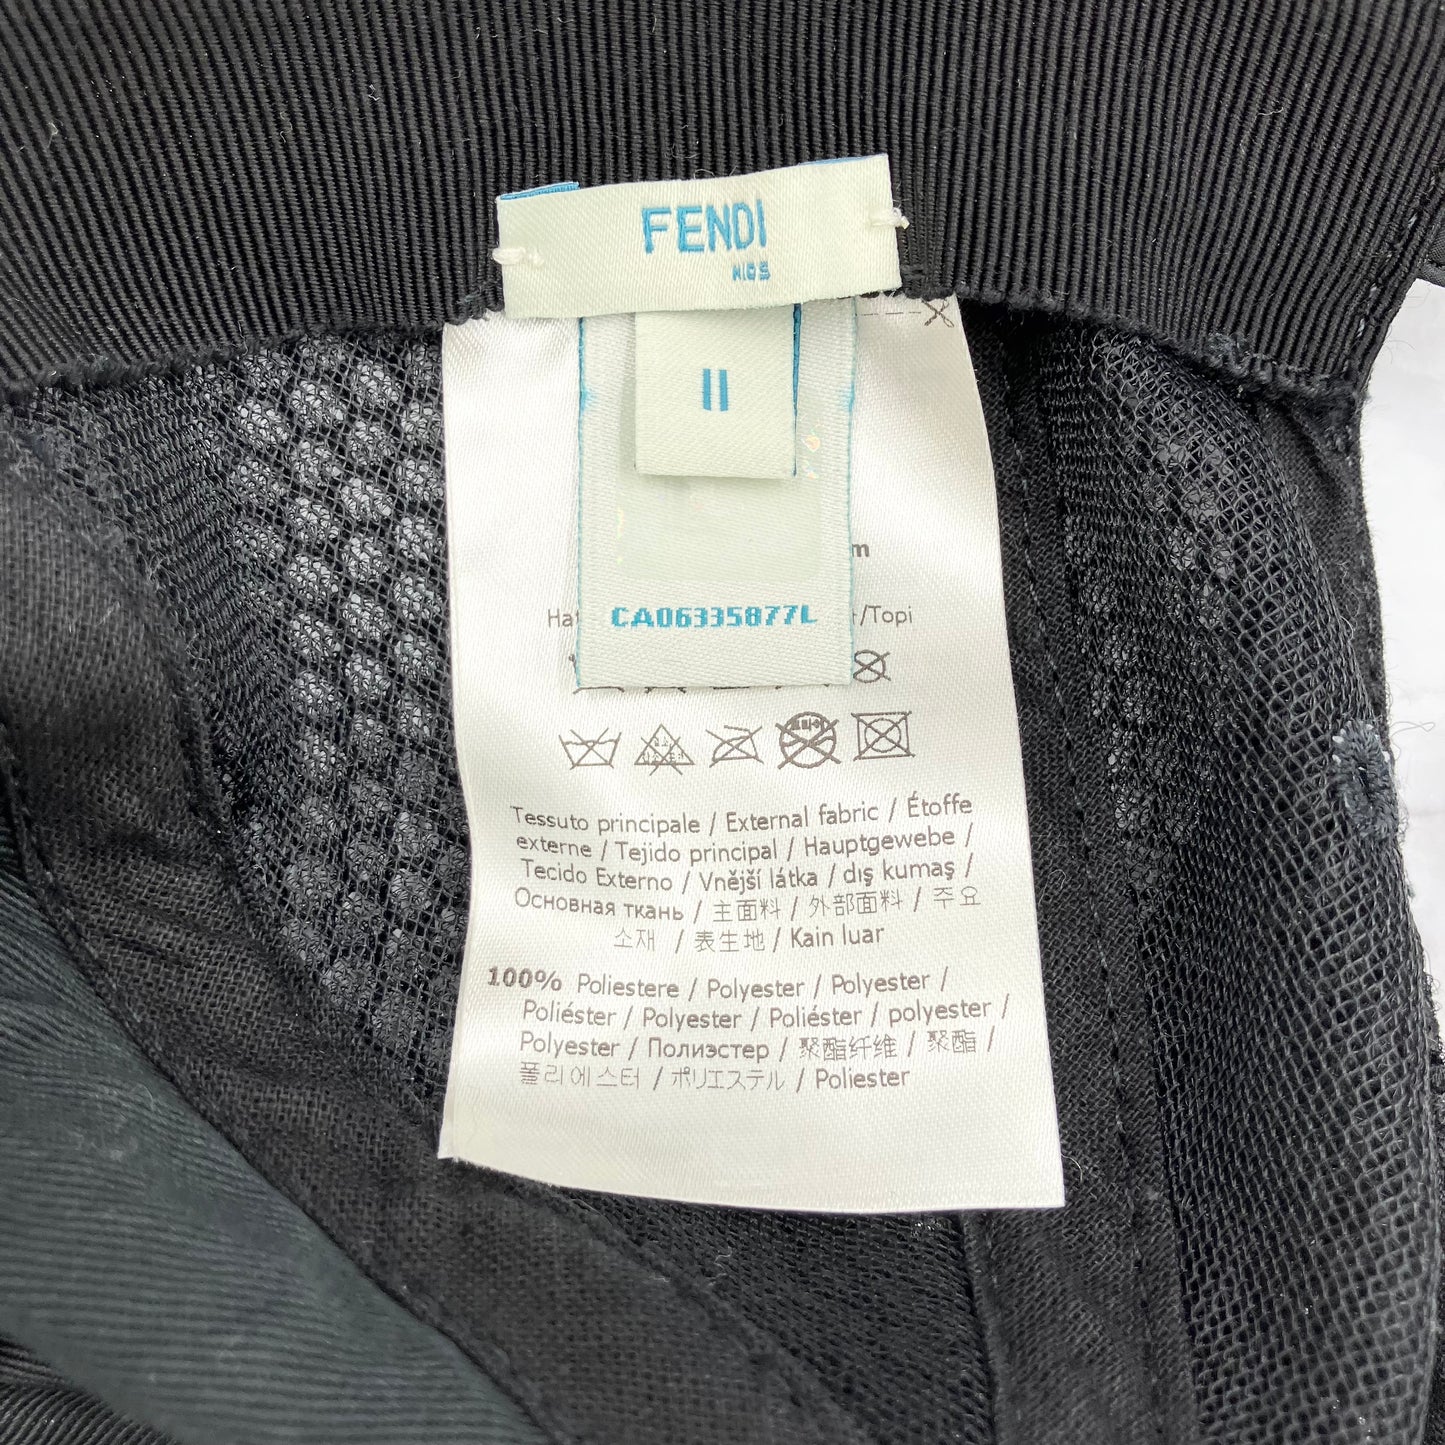 FENDI
KIDS
II
m
Hat
CA06335877L
/Topi
Tessuto principale / External fabric / Étoffe
externe / Tejido principal / Hauptgewebe /
Tecido Externo / Vnější látka / dış kumaş /
Основная ткань / 主面料 / 外部面料 / 주요
소재 / 表生地 / Kain luar
100% Poliestere / Polyester / Polyester /
Poliéster / Polyester / Poliéster / polyester /
Polyester / Полиэстер / 聚酯纤维 / 聚酯 /
폴리에스터 / ポリエステル / Poliester